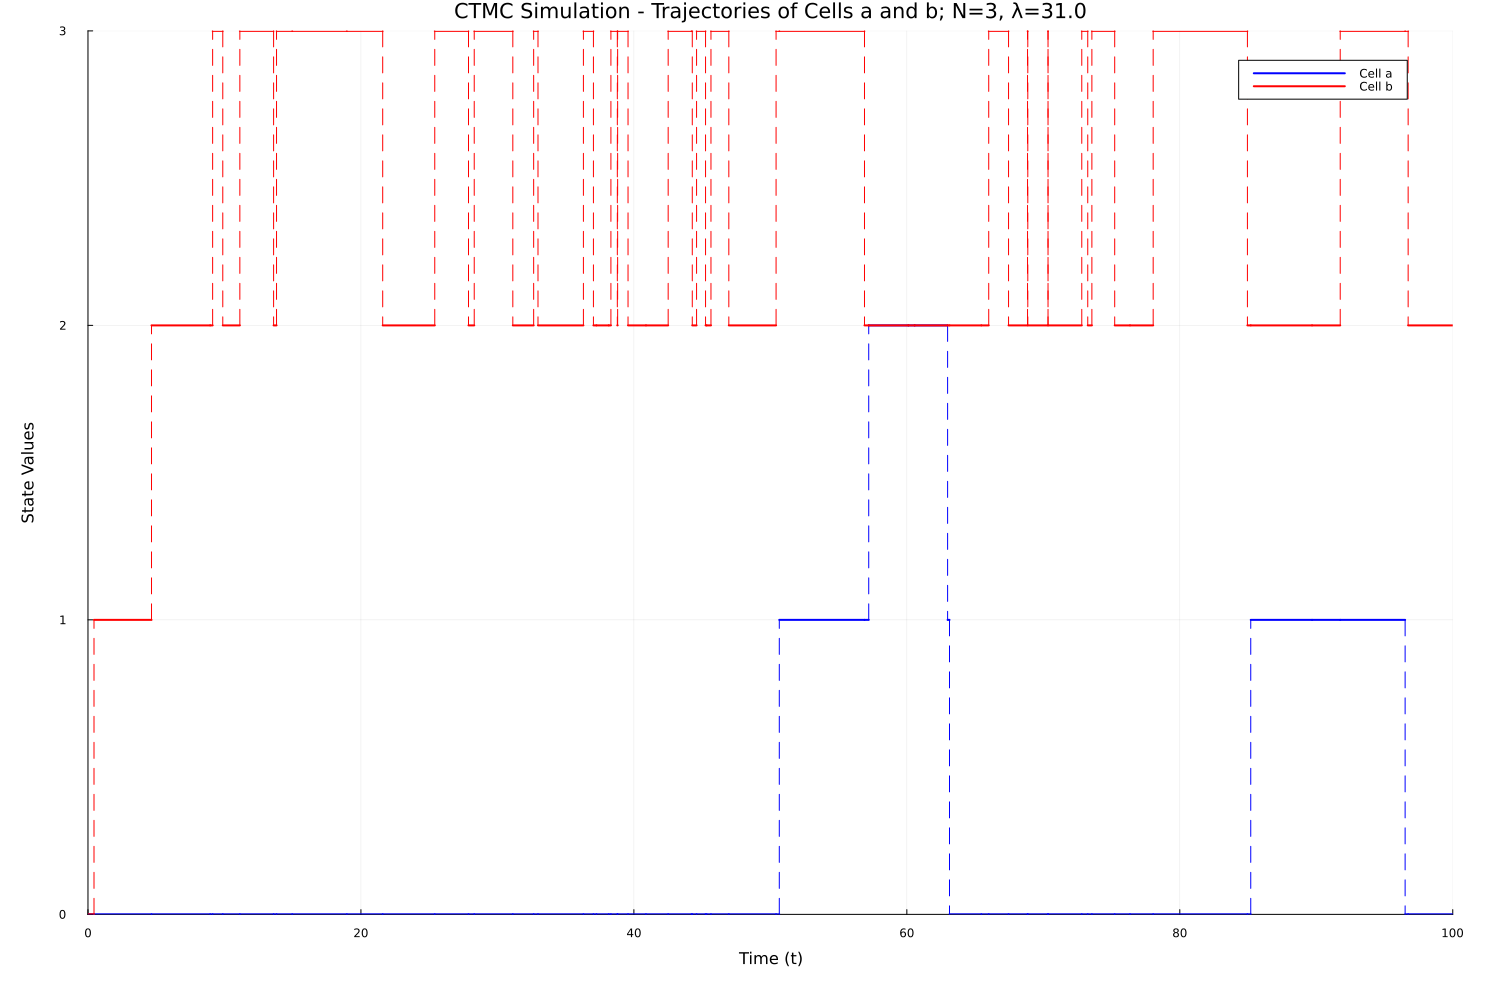 CTMC Simulation - Trajectories of Cells a and b; N=3, λ=31.0
3
Cell a
Cell b
2
State Values
1
0
0 20 40 60 80 100
Time (t)